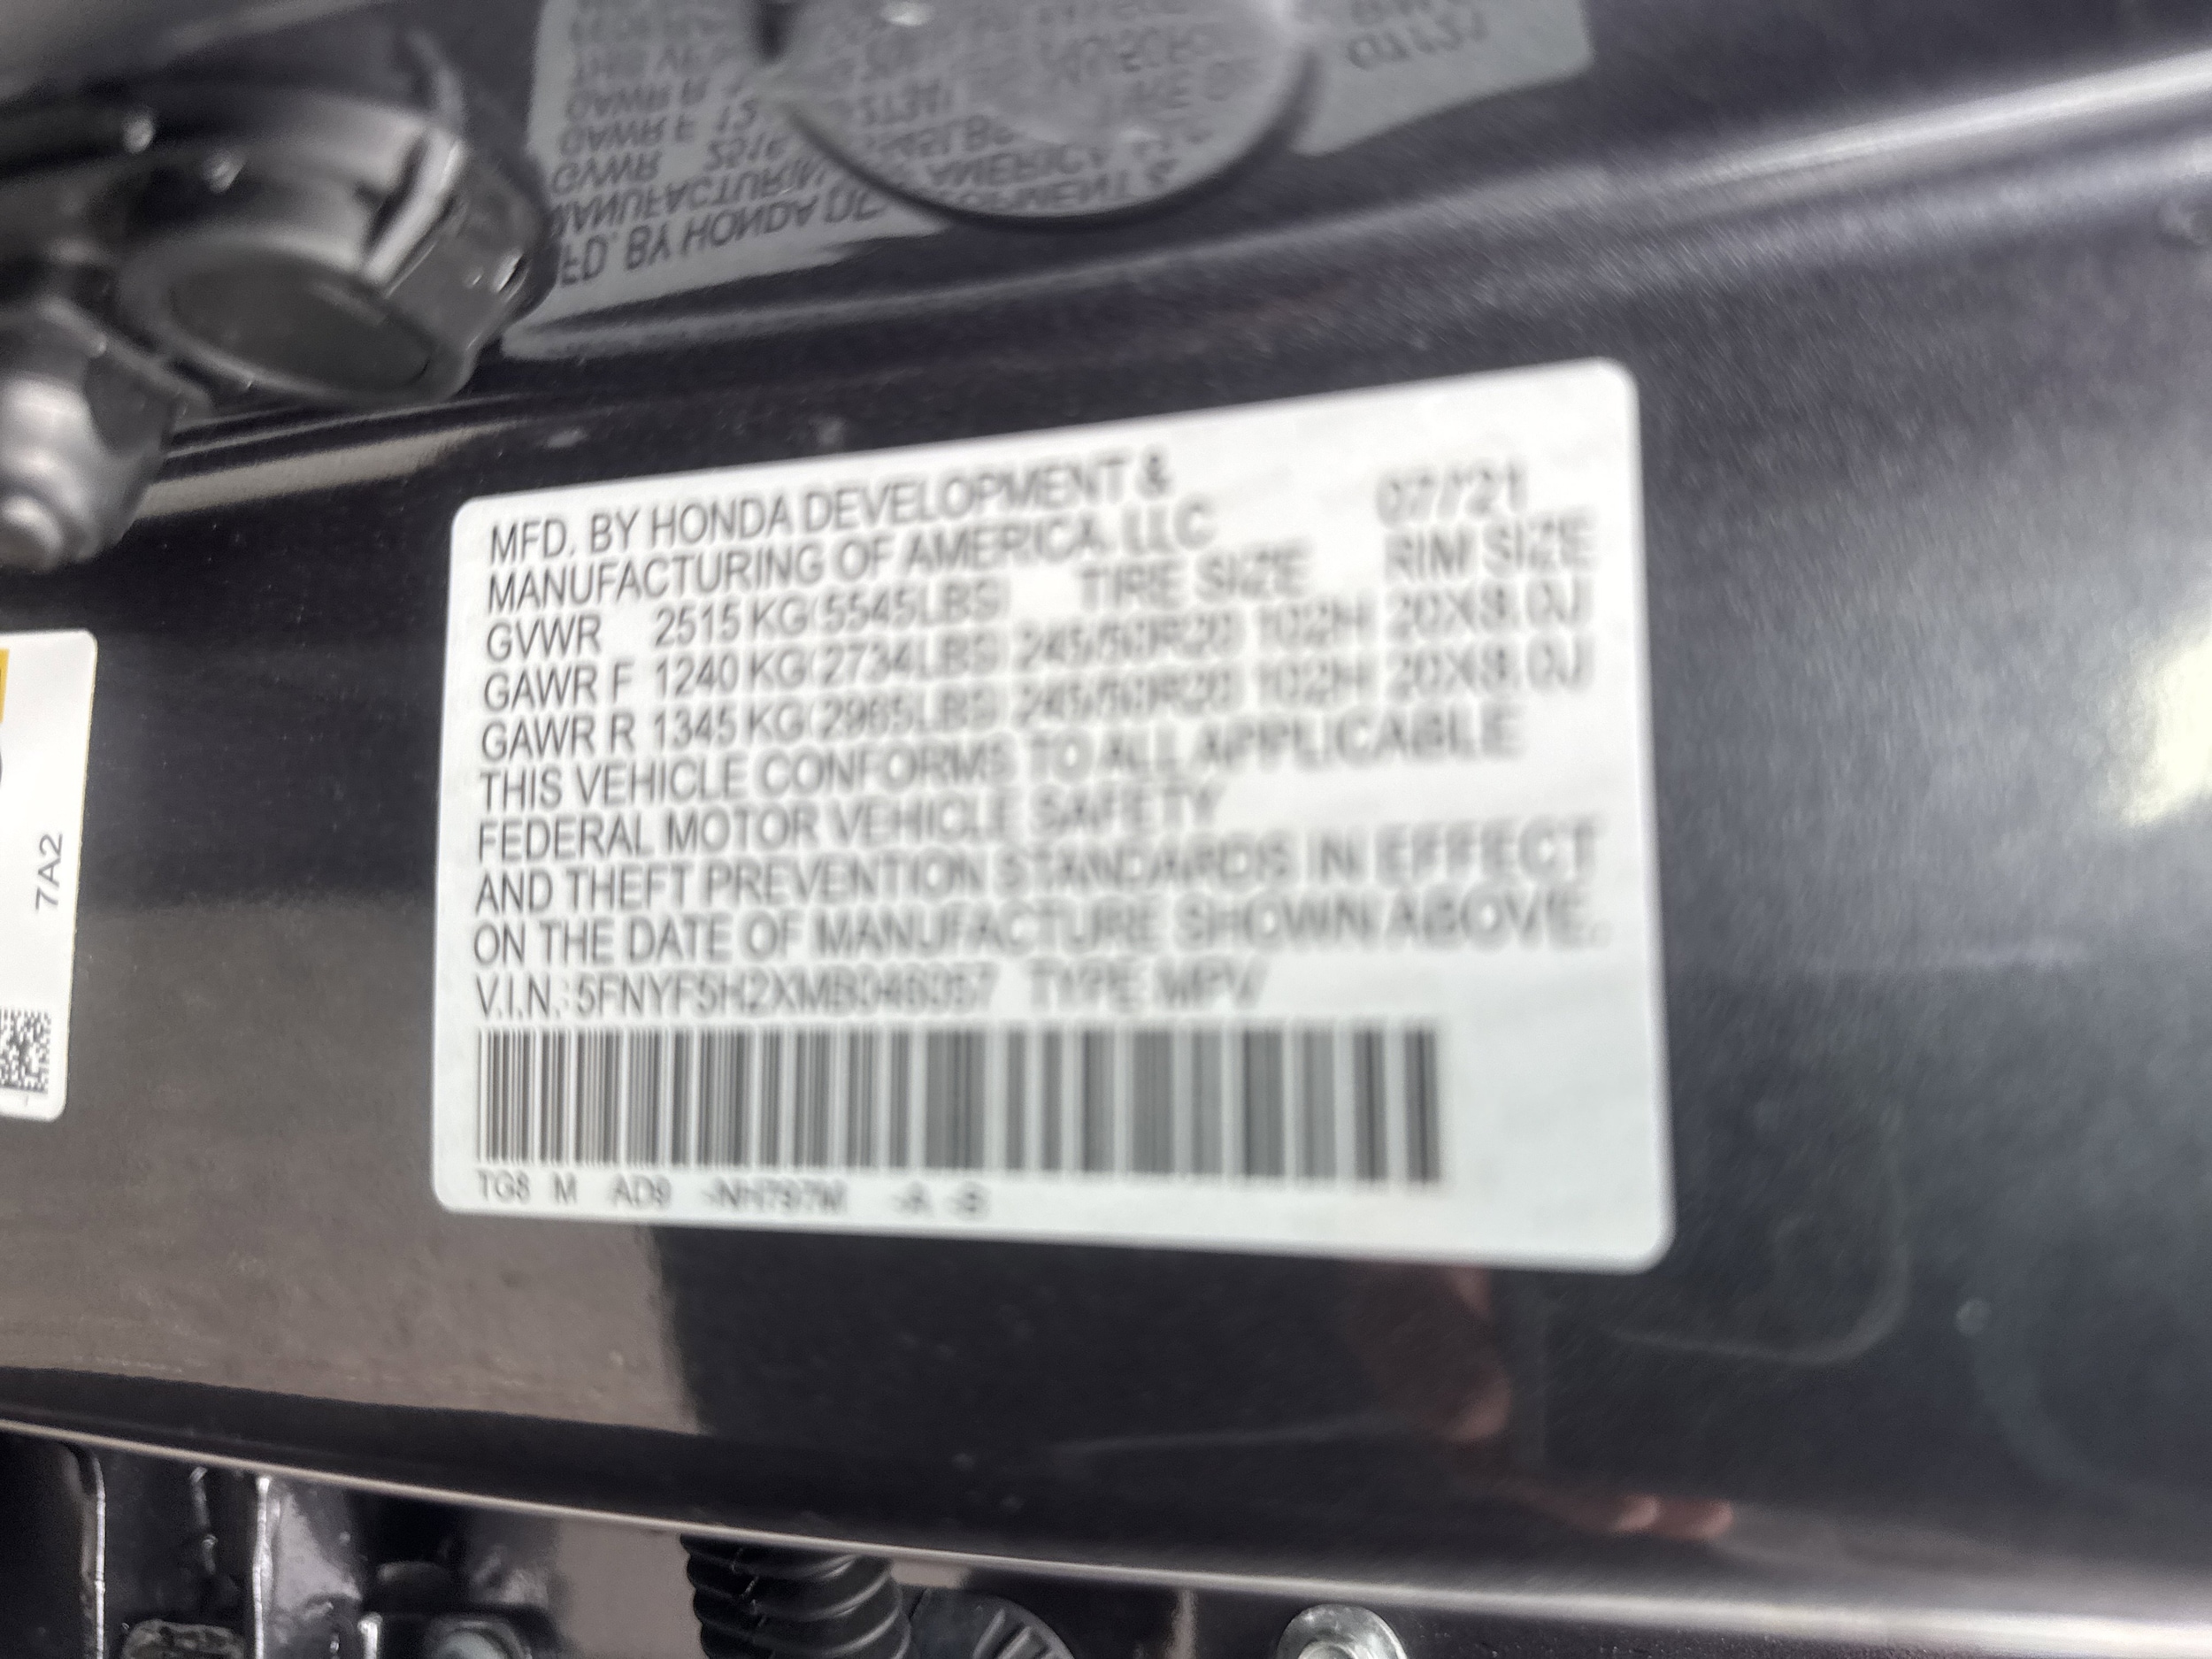 MFD. BY HONDA DEVELOPMENT &
MANUFACTURING OF AMERICA, LLC 07/21
GVWR 2515 KG(5545LBS) TIRE SIZE RIM SIZE
GAWR F 1240 KG(2734LBS) 245/50R20 102H 20X8.0J
GAWR R 1345 KG(2965LBS) 245/50R20 102H 20X8.0J
THIS VEHICLE CONFORMS TO ALL APPLICABLE
FEDERAL MOTOR VEHICLE SAFETY
AND THEFT PREVENTION STANDARDS IN EFFECT
ON THE DATE OF MANUFACTURE SHOWN ABOVE.
V.I.N.: 5FNYF5H2XMB046057 TYPE MPV
TG8 M AD9 -NH797M -A -B
7A2